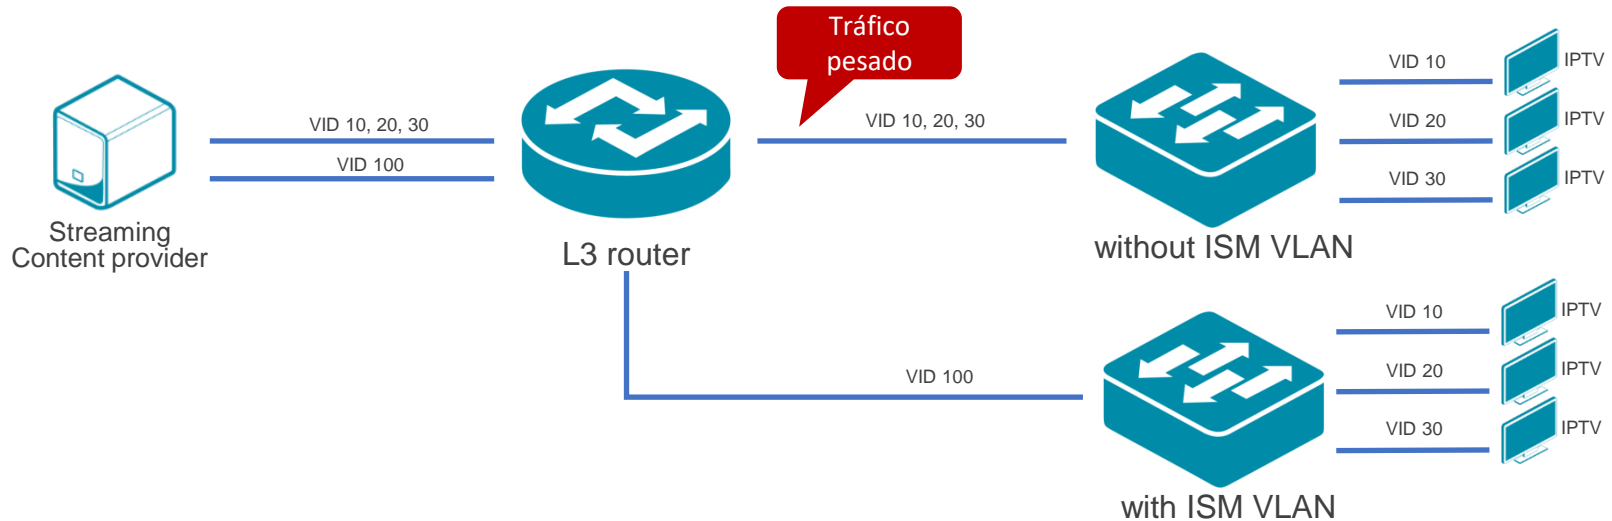 Tráfico
pesado
VID 10, 20, 30
VID 100
Streaming
Content provider
L3 router
VID 10, 20, 30
without ISM VLAN
VID 10
IPTV
VID 20
IPTV
VID 30
IPTV
VID 100
with ISM VLAN
VID 10
IPTV
VID 20
IPTV
VID 30
IPTV